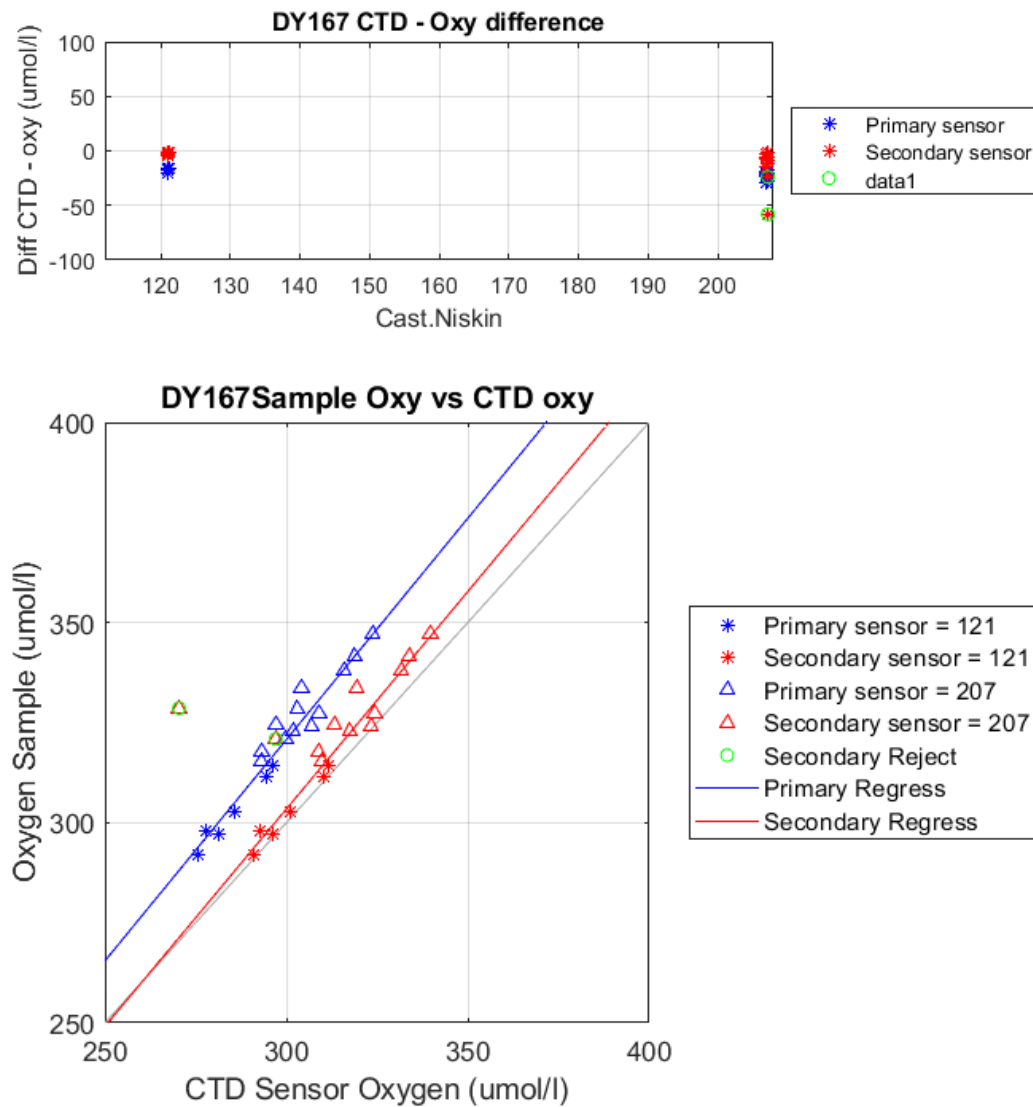 DY167 CTD - Oxy difference
Diff CTD - oxy (umol/l)
100
50
0
-50
-100
120 130 140 150 160 170 180 190 200
Cast.Niskin
Primary sensor
Secondary sensor
data1
DY167Sample Oxy vs CTD oxy
Oxygen Sample (umol/l)
400
350
300
250
250 300 350 400
CTD Sensor Oxygen (umol/l)
Primary sensor = 121
Secondary sensor = 121
Primary sensor = 207
Secondary sensor = 207
Secondary Reject
Primary Regress
Secondary Regress